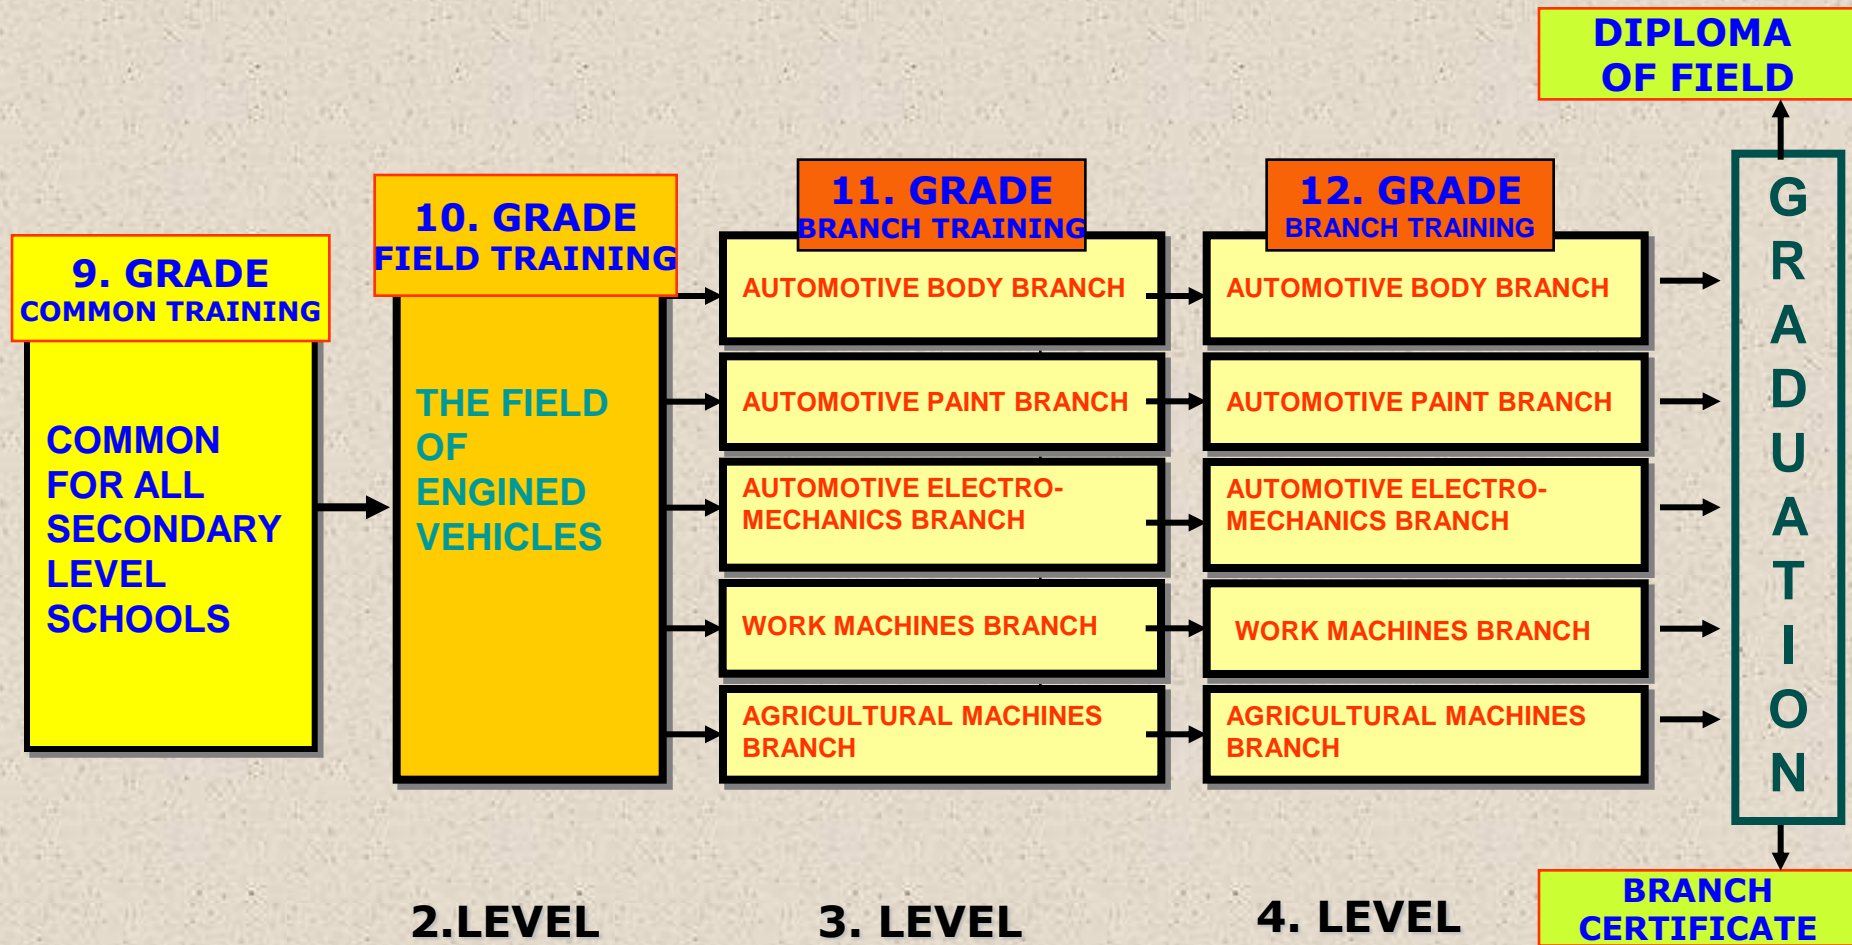 DIPLOMA
OF FIELD
9. GRADE
COMMON TRAINING
COMMON
FOR ALL
SECONDARY
LEVEL
SCHOOLS
10. GRADE
FIELD TRAINING
THE FIELD
OF
ENGINED
VEHICLES
11. GRADE
BRANCH TRAINING
AUTOMOTIVE BODY BRANCH
AUTOMOTIVE PAINT BRANCH
AUTOMOTIVE ELECTRO-
MECHANICS BRANCH
WORK MACHINES BRANCH
AGRICULTURAL MACHINES
BRANCH
12. GRADE
BRANCH TRAINING
AUTOMOTIVE BODY BRANCH
AUTOMOTIVE PAINT BRANCH
AUTOMOTIVE ELECTRO-
MECHANICS BRANCH
WORK MACHINES BRANCH
AGRICULTURAL MACHINES
BRANCH
GRADUATION
2.LEVEL
3. LEVEL
4. LEVEL
BRANCH
CERTIFICATE